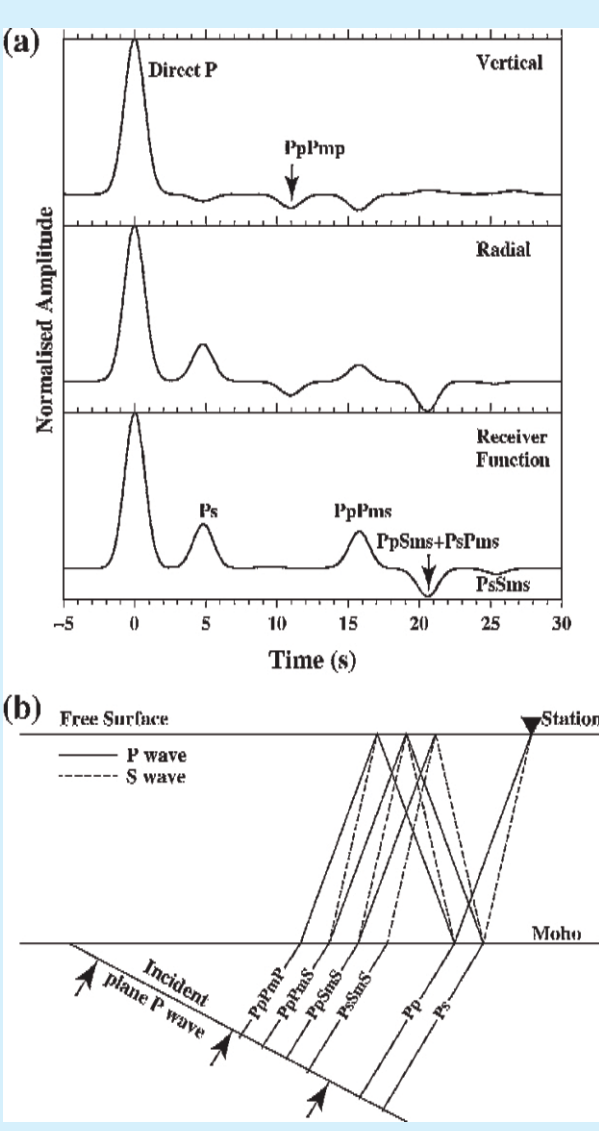 (a)
Direct P
Vertical
PpPmp
Radial
Normalised Amplitude
Receiver
Function
Ps
PpPms
PpSms+PsPms
PsSms
-5 0 5 10 15 20 25 30
Time (s)
(b)
Free Surface
Station
P wave
S wave
Moho
Incident
plane P wave
PpPmP
PpPmS
PpSmS
PsSmS
Pp
Ps